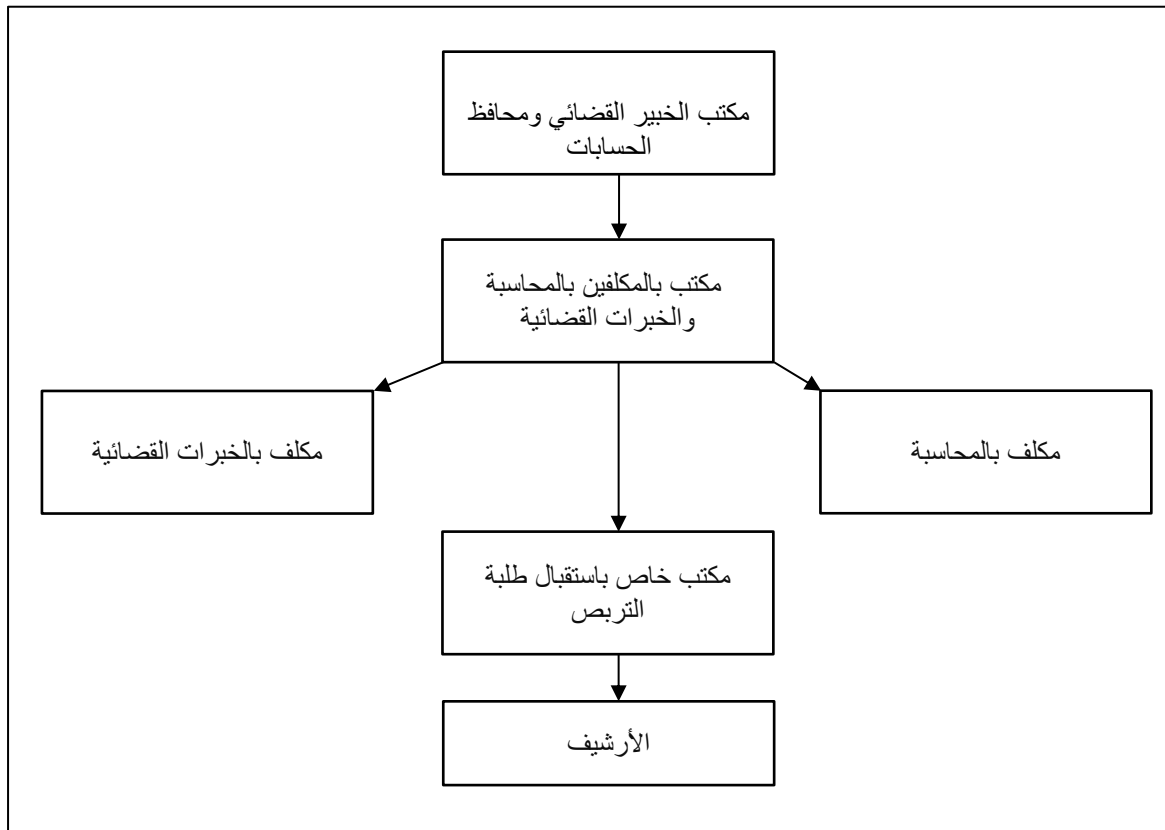 مكتب الخبير القضائي ومحافظ
الحسابات
مكتب بالمكلفين بالمحاسبة
والخبرات القضائية
مكلف بالمحاسبة
مكلف بالخبرات القضائية
مكتب خاص باستقبال طلبة
التربص
الأرشيف